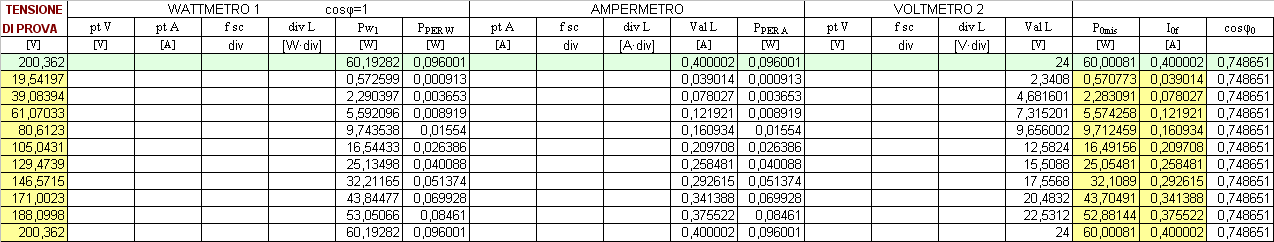 TENSIONE DI PROVA WATTMETRO 1 cosφ=1 AMPERMETRO VOLTMETRO 2
pt V pt A f sc div L Pw1 PPER W pt A f sc div L Val L PPER A pt V f sc div L Val L P0mis I0f cosφ0
[V] [V] [A] div [W·div] [W] [W] [A] div [A·div] [A] [W] [V] div [V·div] [V] [W] [A]
200,362 60,19282 0,096001 0,400002 0,096001 24 60,00081 0,400002 0,748651
19,54197 0,572599 0,000913 0,039014 0,000913 2,3408 0,570773 0,039014 0,748651
39,08394 2,290397 0,003653 0,078027 0,003653 4,681601 2,283091 0,078027 0,748651
61,07033 5,592096 0,008919 0,121921 0,008919 7,315201 5,574258 0,121921 0,748651
80,6123 9,743538 0,01554 0,160934 0,01554 9,656002 9,712459 0,160934 0,748651
105,0431 16,54433 0,026386 0,209708 0,026386 12,5824 16,49156 0,209708 0,748651
129,4739 25,13498 0,040088 0,258481 0,040088 15,5088 25,05481 0,258481 0,748651
146,5715 32,21165 0,051374 0,292615 0,051374 17,5568 32,1089 0,292615 0,748651
171,0023 43,84477 0,069928 0,341388 0,069928 20,4832 43,70491 0,341388 0,748651
188,0998 53,05066 0,08461 0,375522 0,08461 22,5312 52,88144 0,375522 0,748651
200,362 60,19282 0,096001 0,400002 0,096001 24 60,00081 0,400002 0,748651